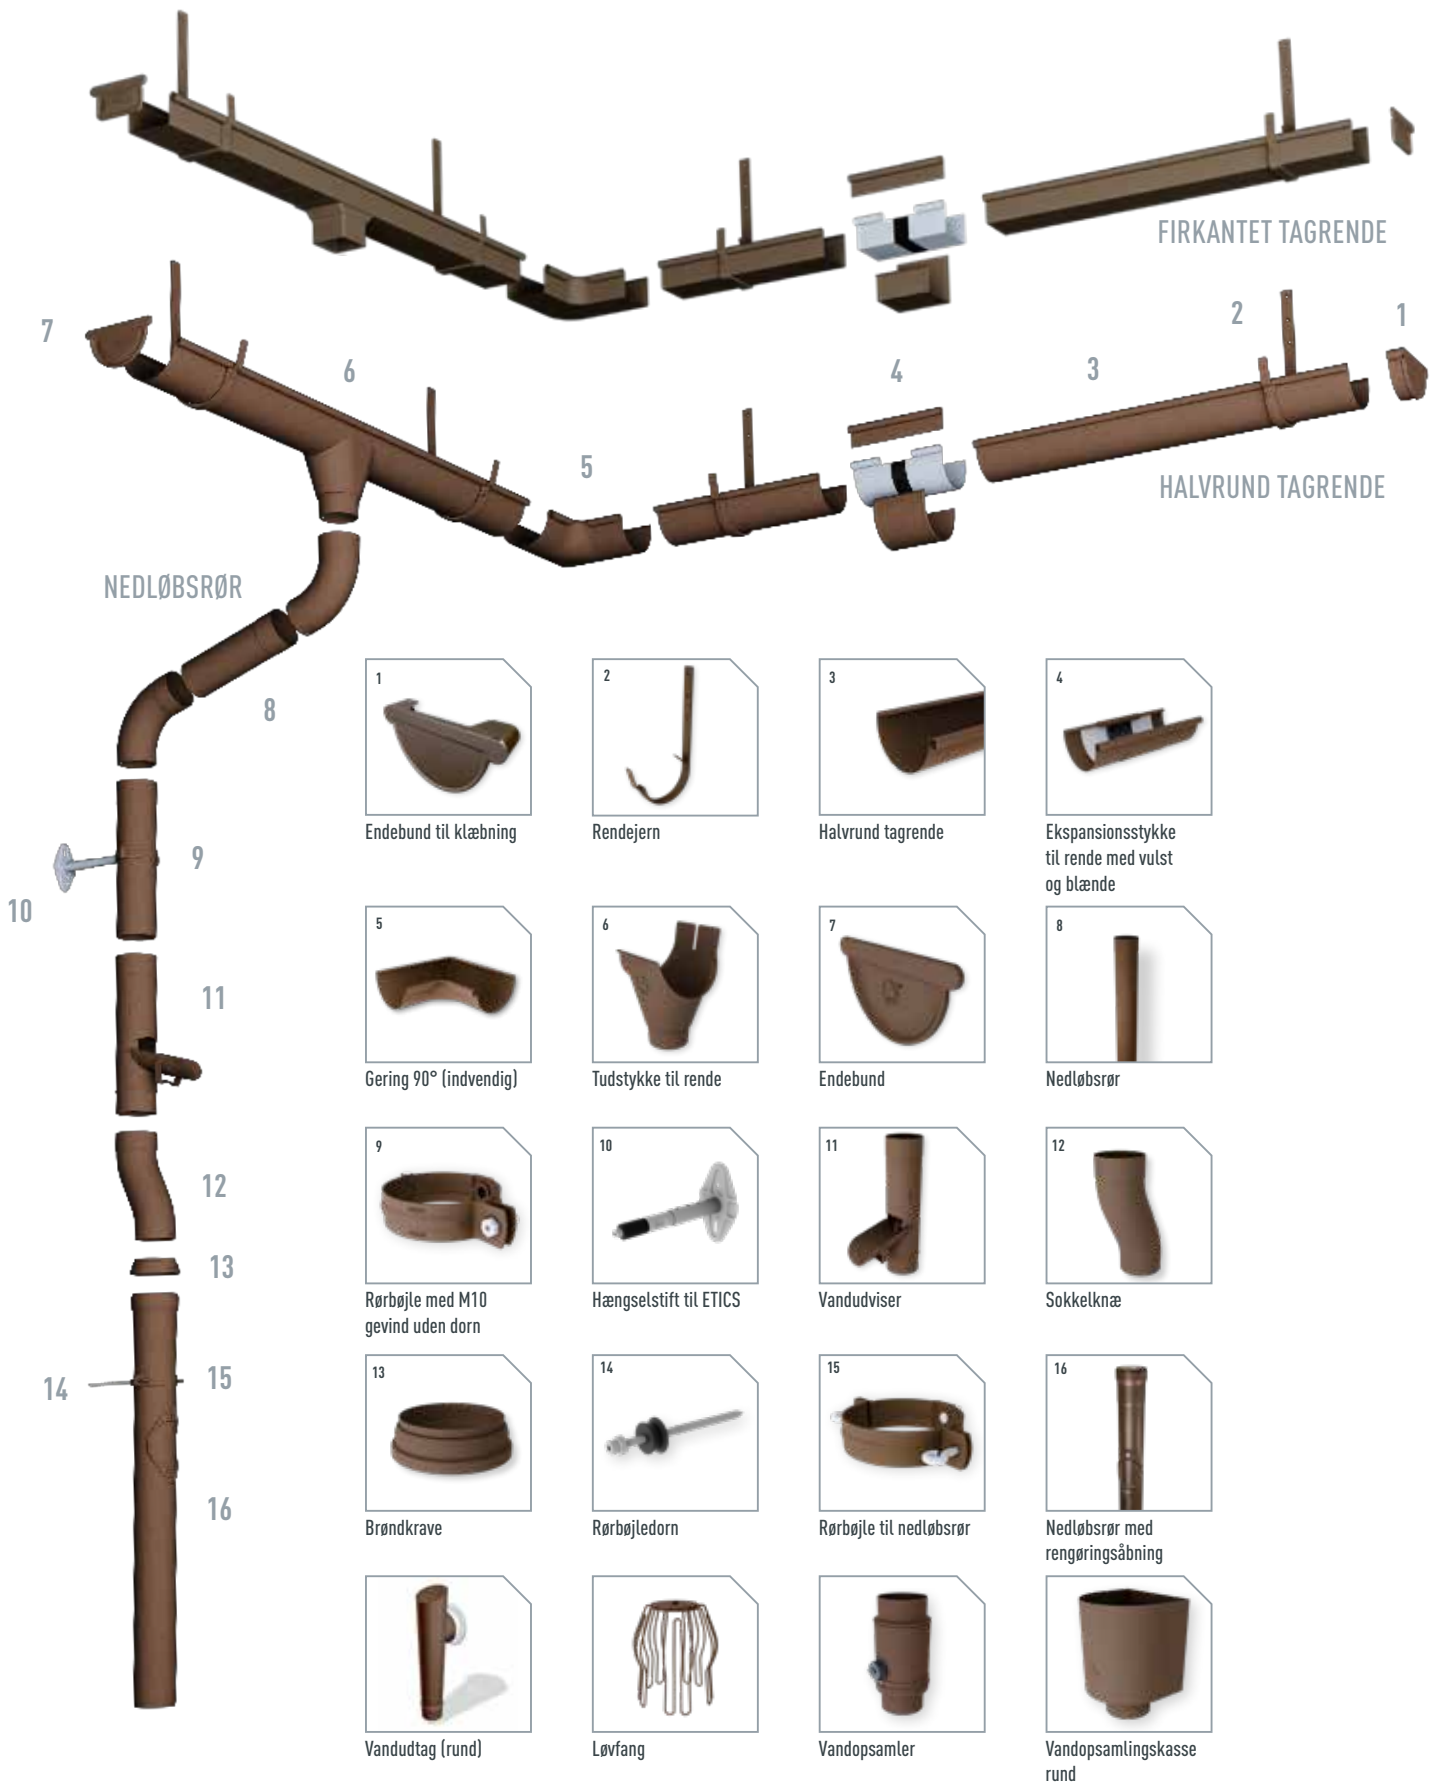 FIRKANTET TAGRENDE
7
6
5
4
3
2
1
HALVRUND TAGRENDE
NEDLØBSRØR
8
9
10
11
12
13
14
15
16
1
Endebund til klæbning
2
Rendejern
3
Halvrund tagrende
4
Ekspansionsstykke
til rende med vulst
og blænde
5
Gering 90° (indvendig)
6
Tudstykke til rende
7
Endebund
8
Nedløbsrør
9
Rørbøjle med M10
gevind uden dorn
10
Hængselstift til ETICS
11
Vandudviser
12
Sokkelknæ
13
Brøndkrave
14
Rørbøjledorn
15
Rørbøjle til nedløbsrør
16
Nedløbsrør med
rengøringsåbning
Vandudtag (rund)
Løvfang
Vandopsamler
Vandopsamlingskasse
rund